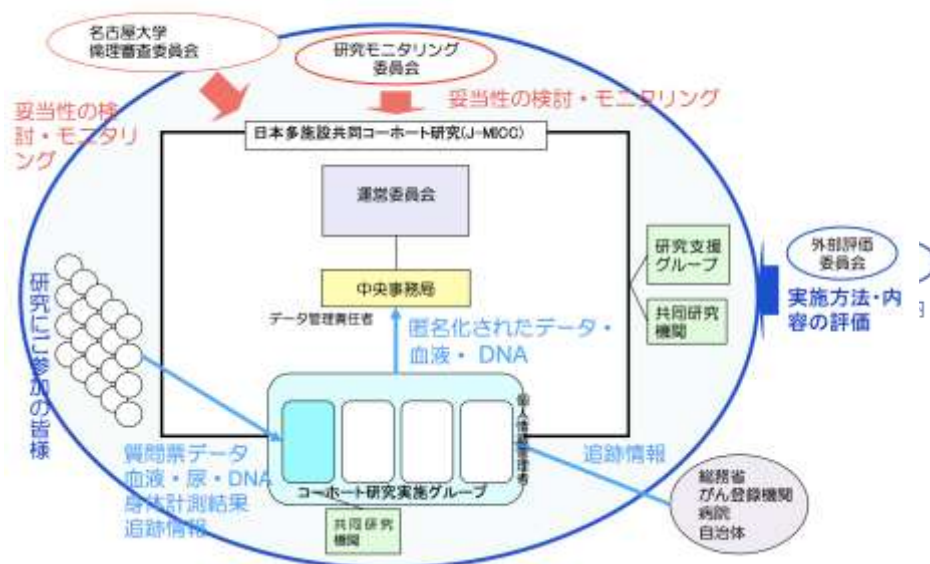 名古屋大学
倫理審査委員会
研究モニタリング
委員会
妥当性の検討・モニタリング
妥当性の検
討・モニタリ
ング
日本多施設共同コーホート研究(J-MICC)
運営委員会
研究支援
グループ
外部評価
委員会
中央事務局
実施方法・内
容の評価
共同研究
機関
データ管理責任者
匿名化されたデータ・
血液・ DNA
研究にご参加の皆様
個人情報管理者
質問票データ
血液・尿・DNA
身体計測結果
追跡情報
コーホート研究実施グループ
追跡情報
共同研究
機関
総務省
がん登録機関
病院
自治体